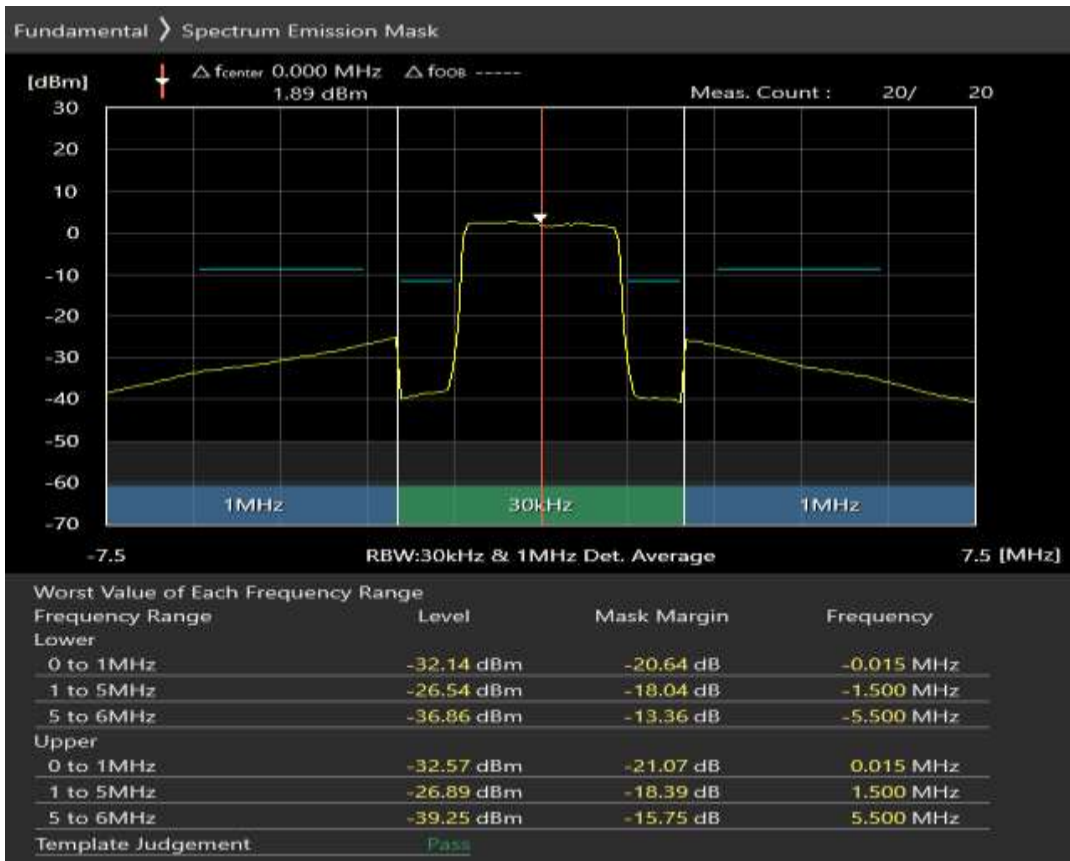 Fundamental ❯ Spectrum Emission Mask
[dBm] △ fcenter 0.000 MHz △ fOOB -----
1.89 dBm Meas. Count : 20/ 20
30
20
10
0
-10
-20
-30
-40
-50
-60
1MHz 30kHz 1MHz
-70
-7.5 RBW:30kHz & 1MHz Det. Average 7.5 [MHz]
Worst Value of Each Frequency Range
Frequency Range Level Mask Margin Frequency
Lower
0 to 1MHz -32.14 dBm -20.64 dB -0.015 MHz
1 to 5MHz -26.54 dBm -18.04 dB -1.500 MHz
5 to 6MHz -36.86 dBm -13.36 dB -5.500 MHz
Upper
0 to 1MHz -32.57 dBm -21.07 dB 0.015 MHz
1 to 5MHz -26.89 dBm -18.39 dB 1.500 MHz
5 to 6MHz -39.25 dBm -15.75 dB 5.500 MHz
Template Judgement Pass